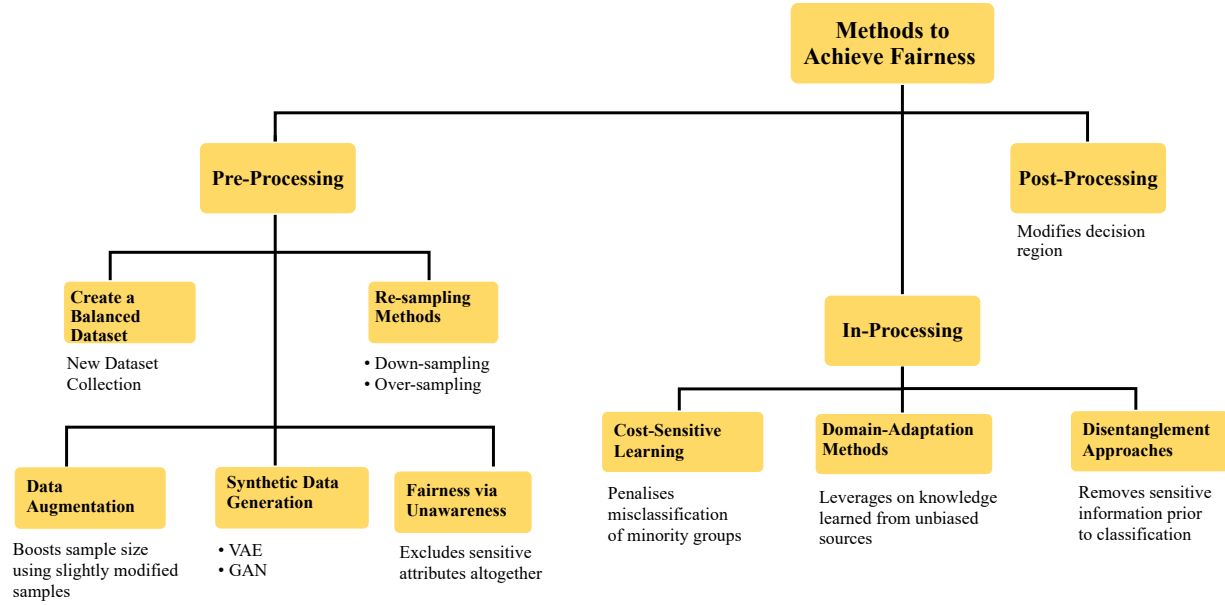 Methods to
Achieve Fairness
Pre-Processing
Post-Processing
Modifies decision
region
Create a
Balanced
Dataset
New Dataset
Collection
Re-sampling
Methods
• Down-sampling
• Over-sampling
In-Processing
Data
Augmentation
Boosts sample size
using slightly modified
samples
Synthetic Data
Generation
• VAE
• GAN
Fairness via
Unawareness
Excludes sensitive
attributes altogether
Cost-Sensitive
Learning
Penalises
misclassification
of minority groups
Domain-Adaptation
Methods
Leverages on knowledge
learned from unbiased
sources
Disentanglement
Approaches
Removes sensitive
information prior
to classification